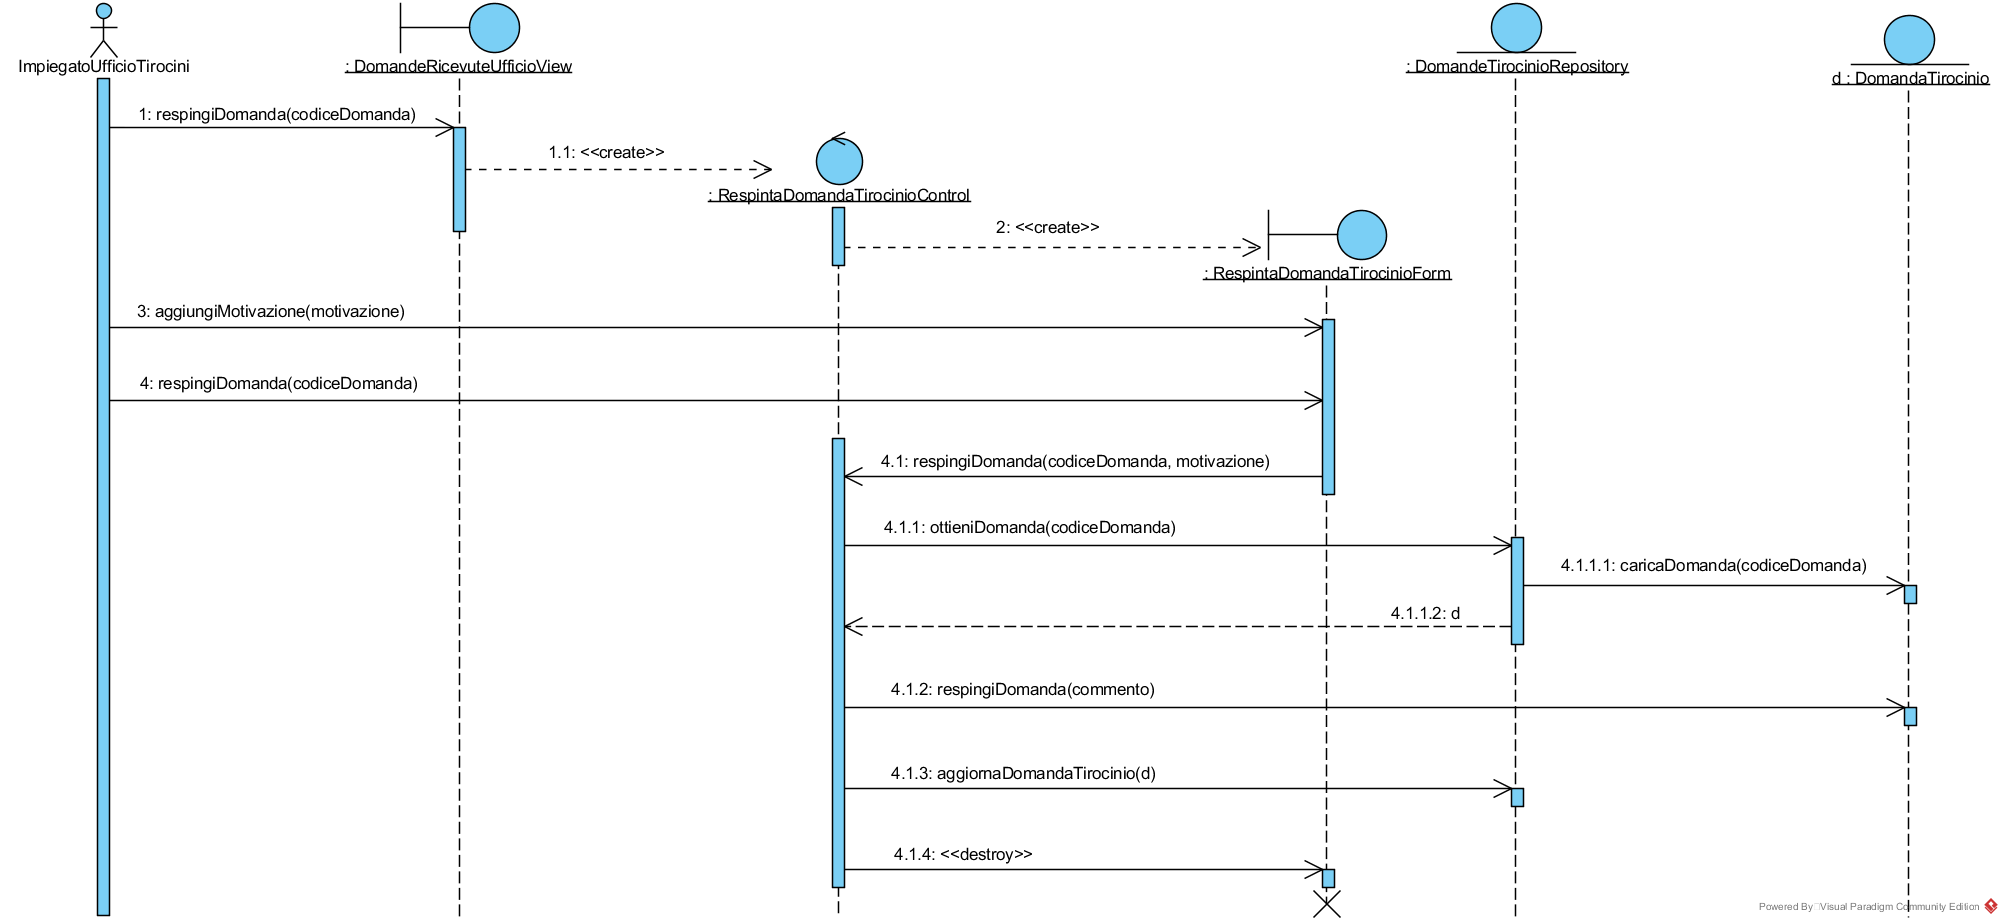 ImpiegatoUfficioTirocini
: DomandeRicevuteUfficioView
: DomandeTirocinioRepository
d : DomandaTirocinio
1: respingiDomanda(codiceDomanda)
1.1: <<create>>
: RespintaDomandaTirocinioControl
2: <<create>>
: RespintaDomandaTirocinioForm
3: aggiungiMotivazione(motivazione)
4: respingiDomanda(codiceDomanda)
4.1: respingiDomanda(codiceDomanda, motivazione)
4.1.1: ottieniDomanda(codiceDomanda)
4.1.1.1: caricaDomanda(codiceDomanda)
4.1.1.2: d
4.1.2: respingiDomanda(commento)
4.1.3: aggiornaDomandaTirocinio(d)
4.1.4: <<destroy>>
Powered By Visual Paradigm Community Edition